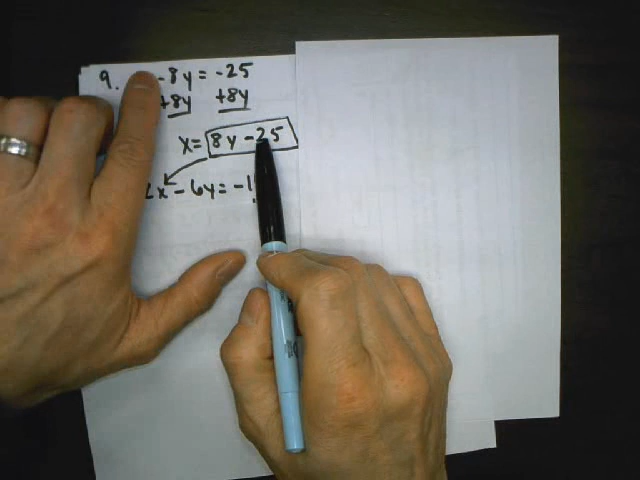 9. -8y = -25
+8y +8y
x = 8y - 25
2x - 6y = -1